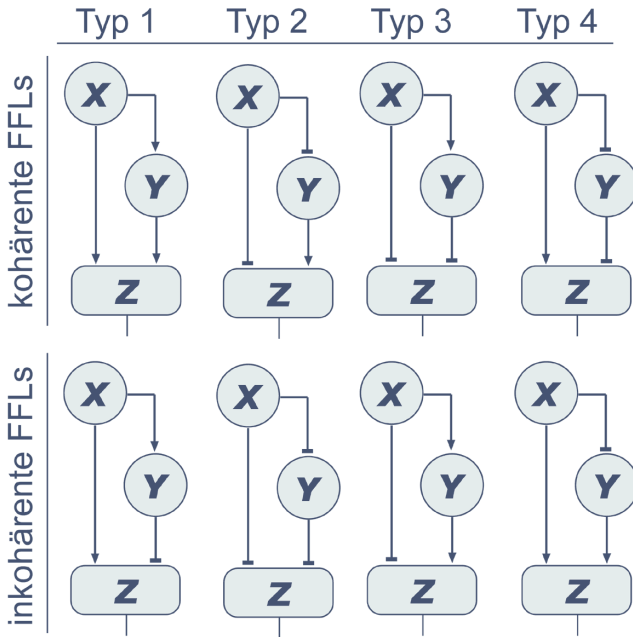 Typ 1 Typ 2 Typ 3 Typ 4
kohärente FFLs
X X X X
Y Y Y Y
Z Z Z Z
inkohärente FFLs
X X X X
Y Y Y Y
Z Z Z Z